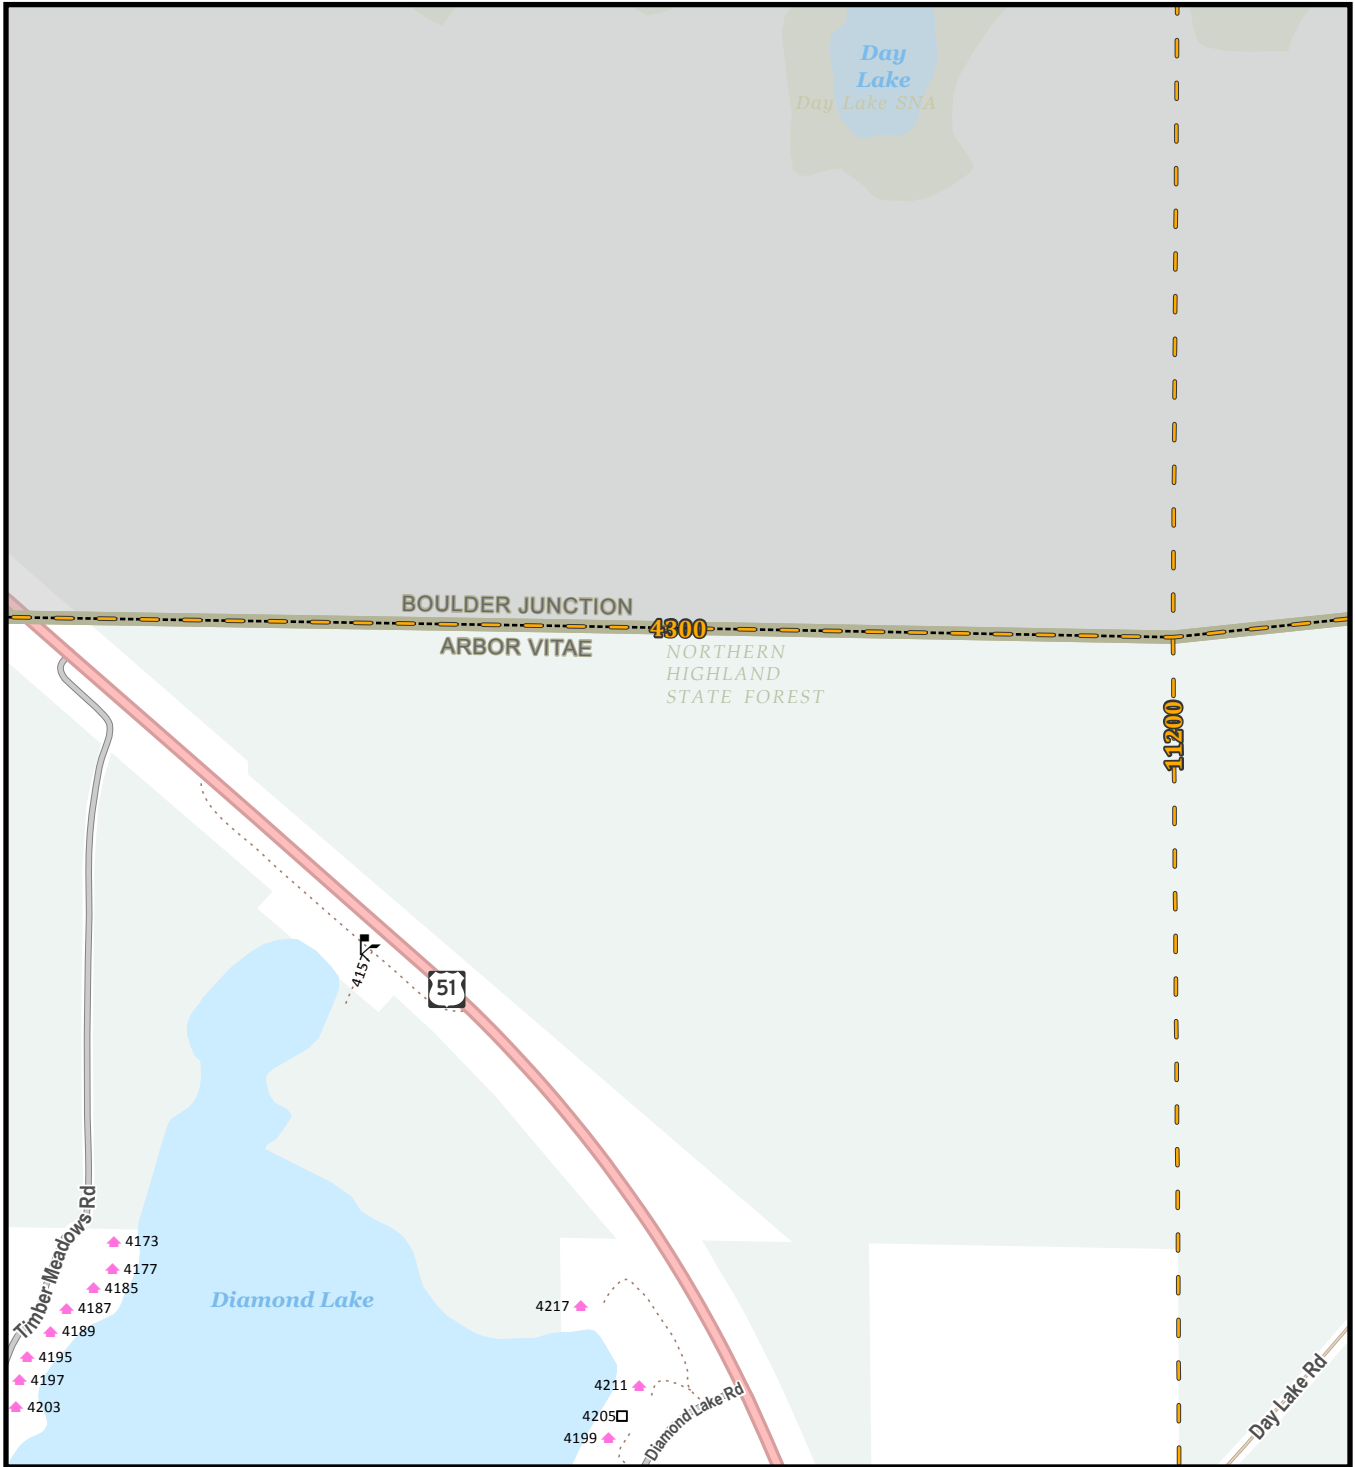 Day
Lake
Day Lake SNA
BOULDER JUNCTION
4300
ARBOR VITAE
NORTHERN
HIGHLAND
STATE FOREST
11200
4157
51
Timber Meadows Rd
4173
4177
4185
4187
4189
4195
4197
4203
Diamond Lake
4217
4211
4205
4199
Diamond Lake Rd
Day Lake Rd